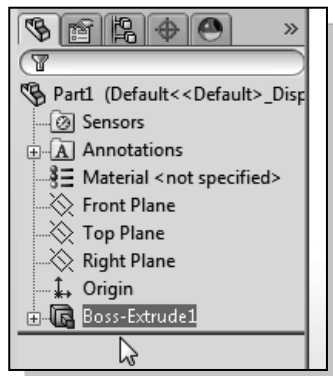 »
Part1 (Default<<Default>_Disp
Sensors
A Annotations
Material <not specified>
Front Plane
Top Plane
Right Plane
Origin
Boss-Extrude1